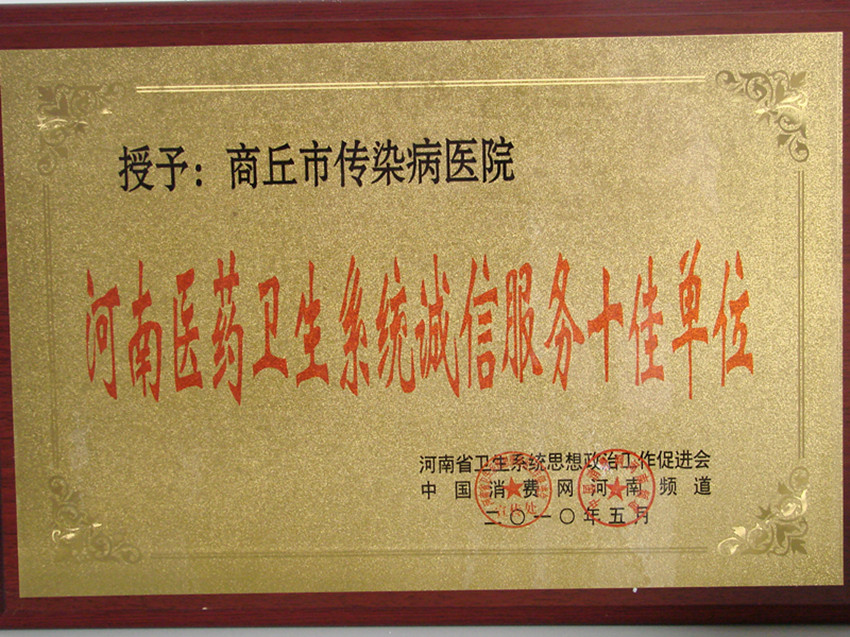 授予：商丘市传染病医院
河南医药卫生系统诚信服务十佳单位
河南省卫生系统思想政治工作促进会
中国消费网河南频道
二〇一〇年五月